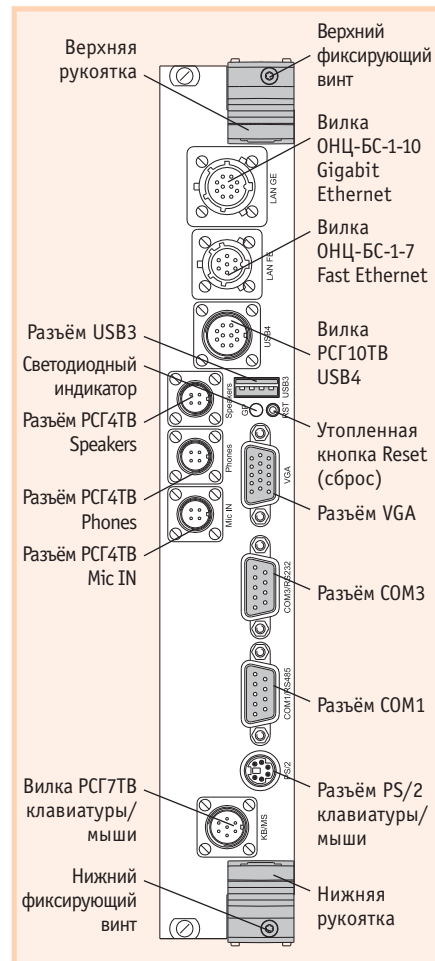 Верхняя
рукоятка
Верхний
фиксирующий
винт
Вилка
ОНЦ-БС-1-10
Gigabit
Ethernet
LAN GE
Вилка
ОНЦ-БС-1-7
Fast Ethernet
LAN FE
Вилка
РСГ10ТВ
USB4
USB4
Разъём USB3
USB3
Светодиодный
индикатор
GP
RST
Утопленная
кнопка Reset
(сброс)
Разъём РСГ4ТВ
Speakers
Speakers
Разъём РСГ4ТВ
Phones
Phones
Разъём РСГ4ТВ
Mic IN
Mic IN
VGA
Разъём VGA
COM3/RS232
Разъём COM3
COM1/RS485
Разъём COM1
PS/2
Разъём PS/2
клавиатуры/
мыши
Вилка РСГ7ТВ
клавиатуры/
мыши
KB/MS
Нижний
фиксирующий
винт
Нижняя
рукоятка